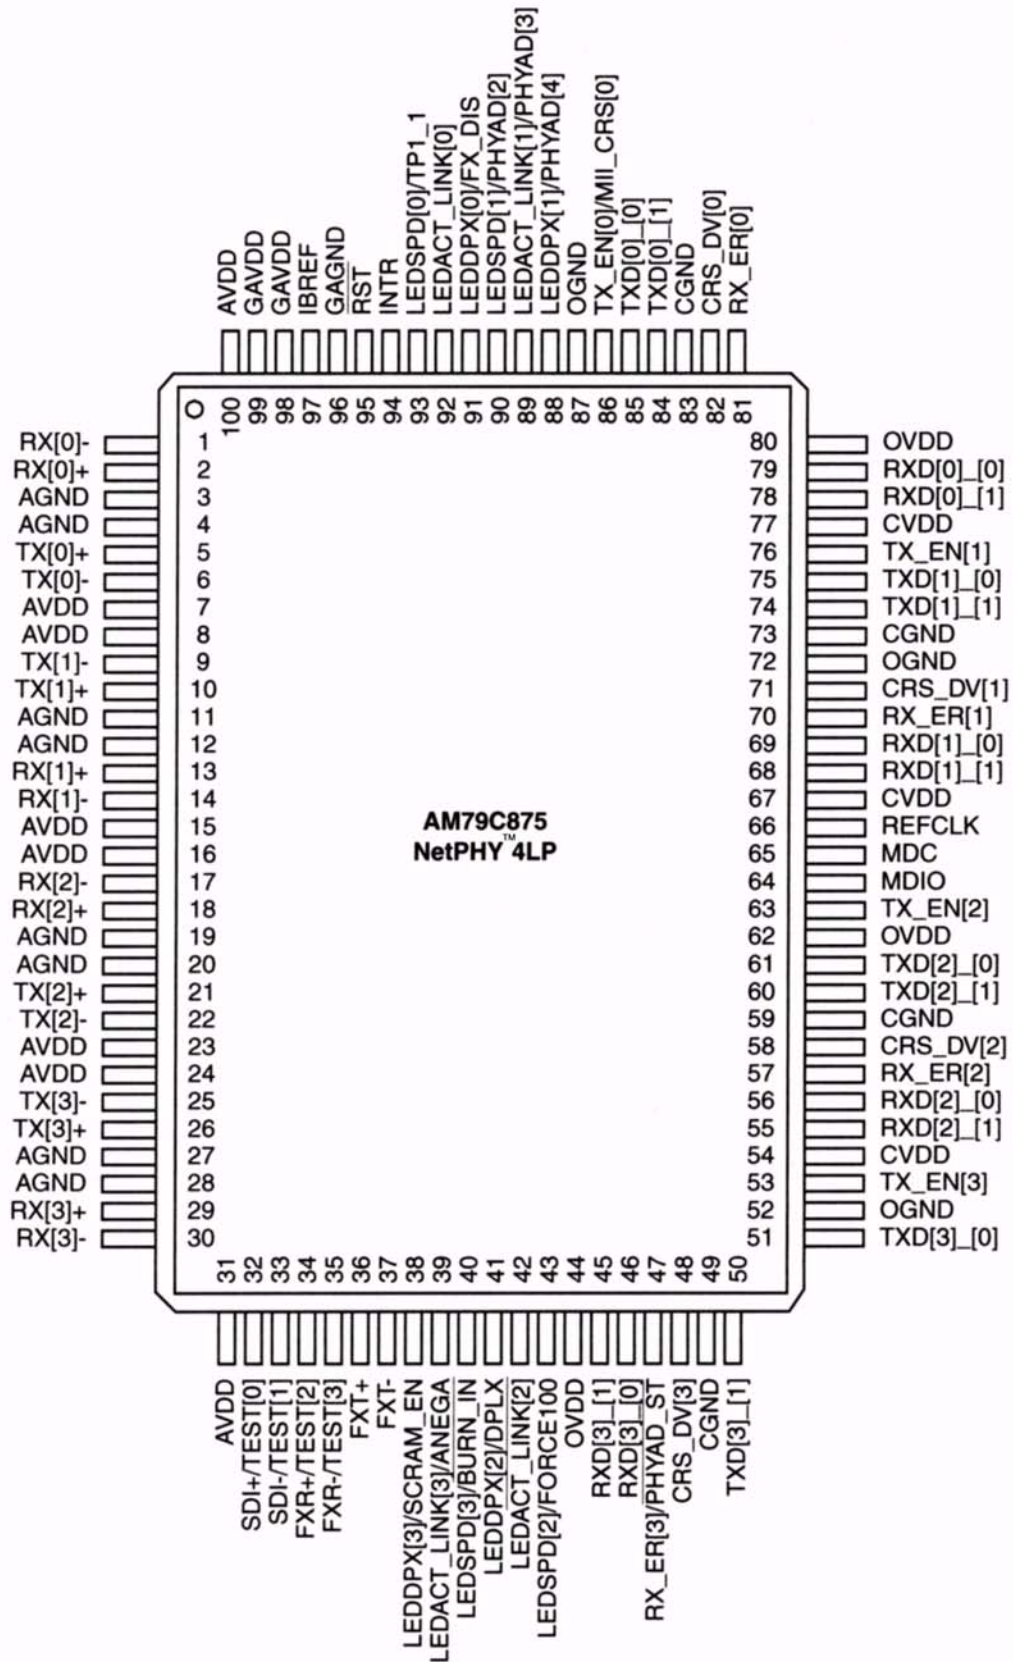 AVDD
GAVDD
GAVDD
IBREF
GAGND
RST
INTR
LEDSPD[0]/TP1_1
LEDACT_LINK[0]
LEDDPX[0]/FX_DIS
LEDSPD[1]/PHYAD[2]
LEDACT_LINK[1]/PHYAD[3]
LEDDPX[1]/PHYAD[4]
OGND
TX_EN[0]/MII_CRS[0]
TXD[0]_[0]
TXD[0]_[1]
CGND
CRS_DV[0]
RX_ER[0]
100 99 98 97 96 95 94 93 92 91 90 89 88 87 86 85 84 83 82 81
RX[0]- 1
RX[0]+ 2
AGND 3
AGND 4
TX[0]+ 5
TX[0]- 6
AVDD 7
AVDD 8
TX[1]- 9
TX[1]+ 10
AGND 11
AGND 12
RX[1]+ 13
RX[1]- 14
AVDD 15
AVDD 16
RX[2]- 17
RX[2]+ 18
AGND 19
AGND 20
TX[2]+ 21
TX[2]- 22
AVDD 23
AVDD 24
TX[3]- 25
TX[3]+ 26
AGND 27
AGND 28
RX[3]+ 29
RX[3]- 30
AM79C875
NetPHY™ 4LP
80 OVDD
79 RXD[0]_[0]
78 RXD[0]_[1]
77 CVDD
76 TX_EN[1]
75 TXD[1]_[0]
74 TXD[1]_[1]
73 CGND
72 OGND
71 CRS_DV[1]
70 RX_ER[1]
69 RXD[1]_[0]
68 RXD[1]_[1]
67 CVDD
66 REFCLK
65 MDC
64 MDIO
63 TX_EN[2]
62 OVDD
61 TXD[2]_[0]
60 TXD[2]_[1]
59 CGND
58 CRS_DV[2]
57 RX_ER[2]
56 RXD[2]_[0]
55 RXD[2]_[1]
54 CVDD
53 TX_EN[3]
52 OGND
51 TXD[3]_[0]
31 32 33 34 35 36 37 38 39 40 41 42 43 44 45 46 47 48 49 50
AVDD
SDI+/TEST[0]
SDI-/TEST[1]
FXR+/TEST[2]
FXR-/TEST[3]
FXT+
FXT-
LEDDPX[3]/SCRAM_EN
LEDACT_LINK[3]/ANEGA
LEDSPD[3]/BURN_IN
LEDDPX[2]/DPLX
LEDACT_LINK[2]
LEDSPD[2]/FORCE100
OVDD
RXD[3]_[1]
RXD[3]_[0]
RX_ER[3]/PHYAD_ST
CRS_DV[3]
CGND
TXD[3]_[1]